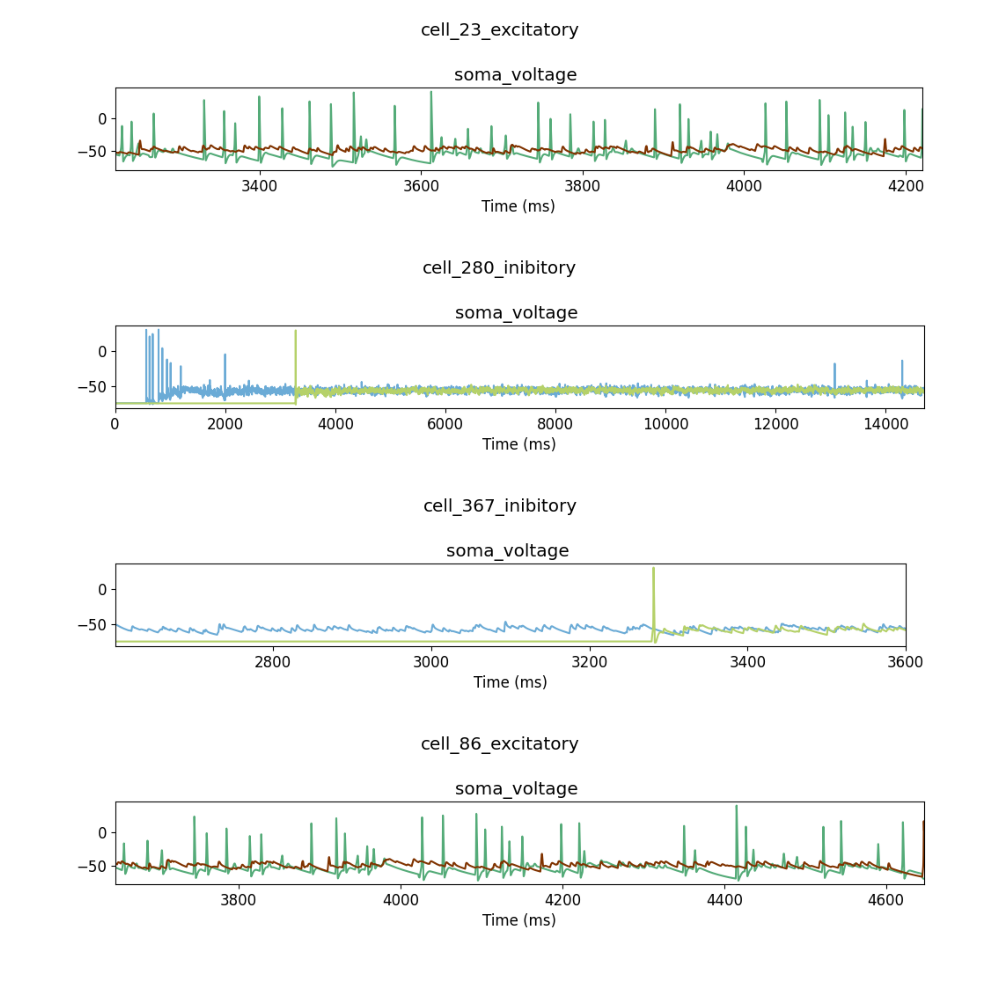 cell_23_excitatory
soma_voltage
0
−50
3400 3600 3800 4000 4200
Time (ms)
cell_280_inibitory
soma_voltage
0
−50
0 2000 4000 6000 8000 10000 12000 14000
Time (ms)
cell_367_inibitory
soma_voltage
0
−50
2800 3000 3200 3400 3600
Time (ms)
cell_86_excitatory
soma_voltage
0
−50
3800 4000 4200 4400 4600
Time (ms)